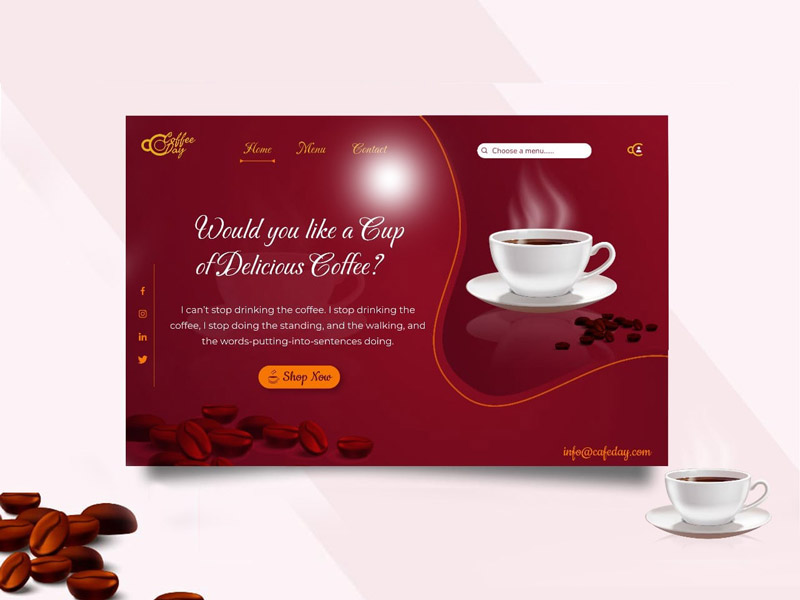 Coffee
Day
Home
Menu
Contact
Choose a menu......
Would you like a Cup
of Delicious Coffee?
I can't stop drinking the coffee. I stop drinking the
coffee, I stop doing the standing, and the walking, and
the words-putting-into-sentences doing.
Shop Now
info@cafeday.com